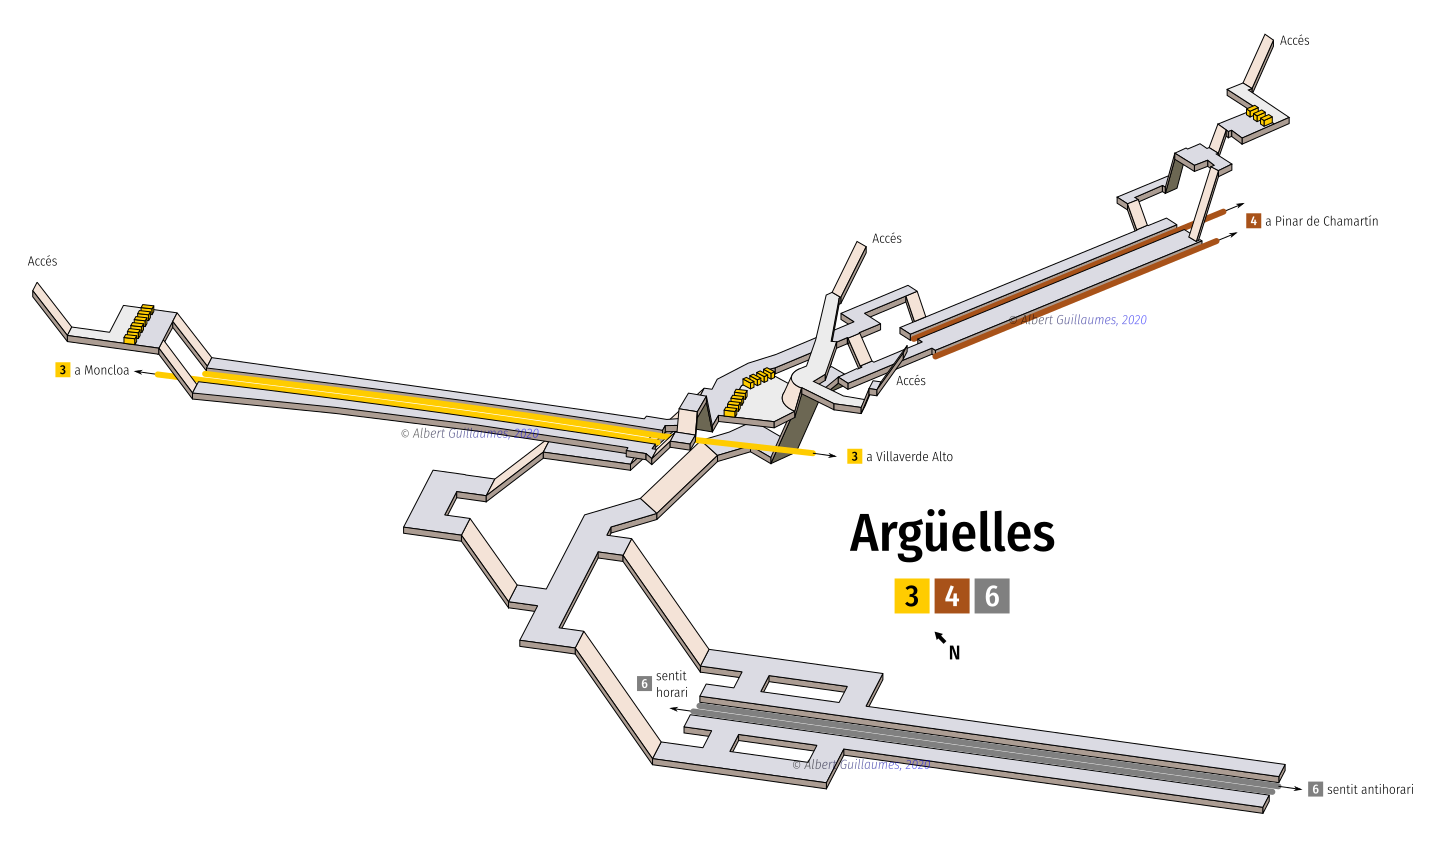 Accés
Accés
4 a Pinar de Chamartín
Accés
© Albert Guillaumes, 2020
3 a Moncloa
Accés
© Albert Guillaumes, 2020
3 a Villaverde Alto
Argüelles
3 4 6
N
6 sentit
horari
© Albert Guillaumes, 2020
6 sentit antihorari